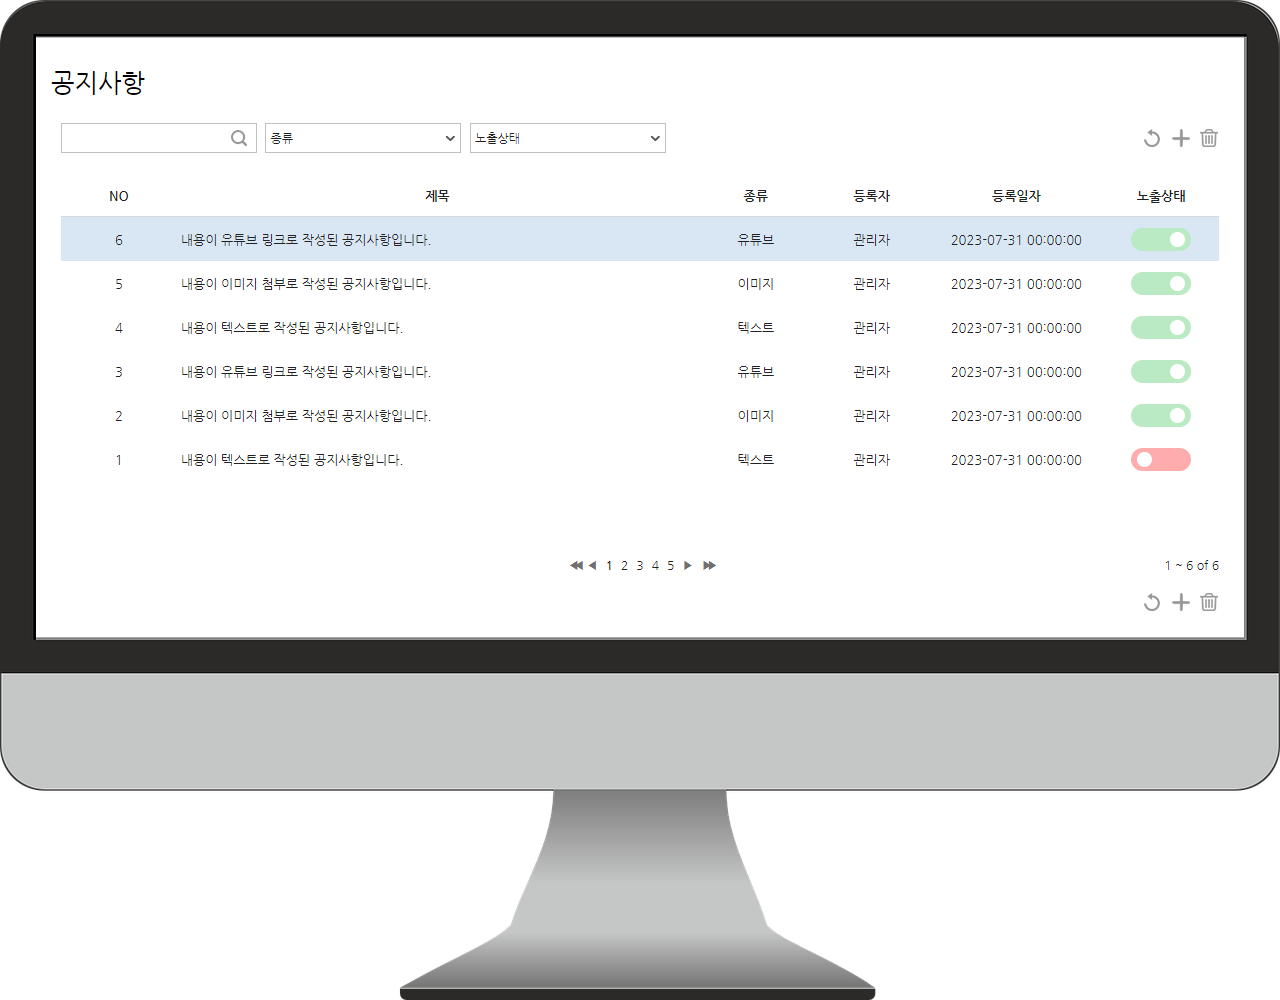 공지사항
종류 노출상태
NO 제목 종류 등록자 등록일자 노출상태
6 내용이 유튜브 링크로 작성된 공지사항입니다. 유튜브 관리자 2023-07-31 00:00:00
5 내용이 이미지 첨부로 작성된 공지사항입니다. 이미지 관리자 2023-07-31 00:00:00
4 내용이 텍스트로 작성된 공지사항입니다. 텍스트 관리자 2023-07-31 00:00:00
3 내용이 유튜브 링크로 작성된 공지사항입니다. 유튜브 관리자 2023-07-31 00:00:00
2 내용이 이미지 첨부로 작성된 공지사항입니다. 이미지 관리자 2023-07-31 00:00:00
1 내용이 텍스트로 작성된 공지사항입니다. 텍스트 관리자 2023-07-31 00:00:00
1 2 3 4 5 1 ~ 6 of 6